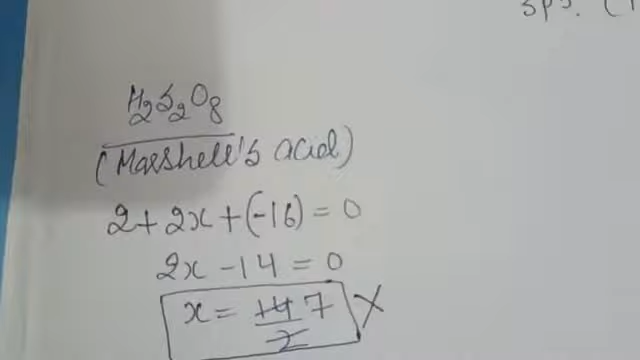 H2S2O8
(Marshell's acid)
2 + 2x + (-16) = 0
2x - 14 = 0
x = +14/2 7 X